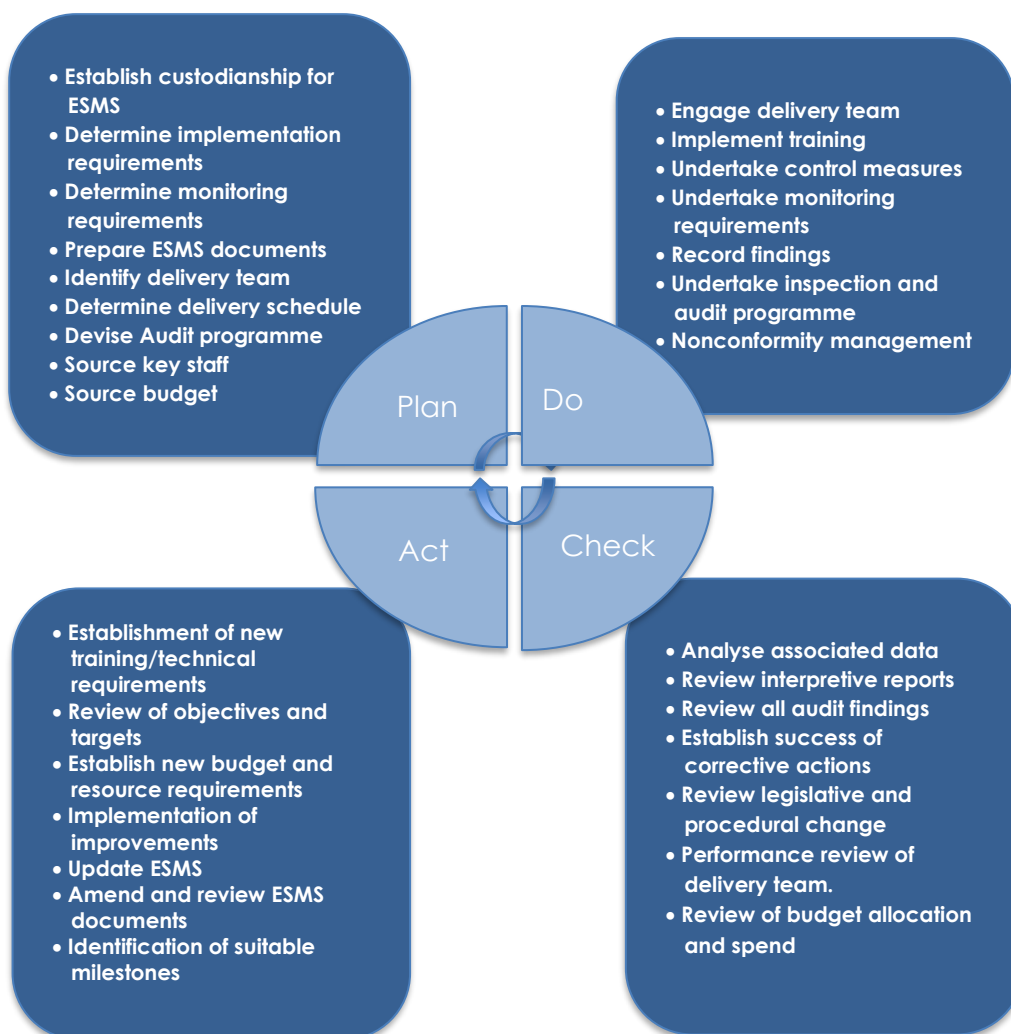 • Establish custodianship for
ESMS
• Determine implementation
requirements
• Determine monitoring
requirements
• Prepare ESMS documents
• Identify delivery team
• Determine delivery schedule
• Devise Audit programme
• Source key staff
• Source budget
• Engage delivery team
• Implement training
• Undertake control measures
• Undertake monitoring
requirements
• Record findings
• Undertake inspection and
audit programme
• Nonconformity management
Plan
Do
Act
Check
• Establishment of new
training/technical
requirements
• Review of objectives and
targets
• Establish new budget and
resource requirements
• Implementation of
improvements
• Update ESMS
• Amend and review ESMS
documents
• Identification of suitable
milestones
• Analyse associated data
• Review interpretive reports
• Review all audit findings
• Establish success of
corrective actions
• Review legislative and
procedural change
• Performance review of
delivery team.
• Review of budget allocation
and spend